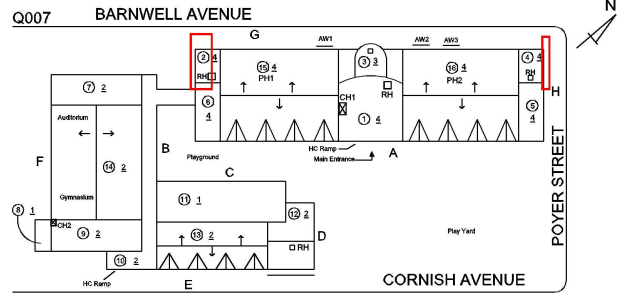 Q007
BARNWELL AVENUE
N
G
AW1
AW2 AW3
2 4
3 3
4 4
15 4
PH1
16 4
PH2
RH
RH
RH
H
7 2
6 4
CH1
5 4
1 4
Auditorium
HC Ramp
Main Entrance
A
F
B
Playground
14 2
C
POYER STREET
Gymnasium
11 1
8 1
CH2
12 2
9 2
13 2
D
Play Yard
RH
10 2
HC Ramp
E
CORNISH AVENUE